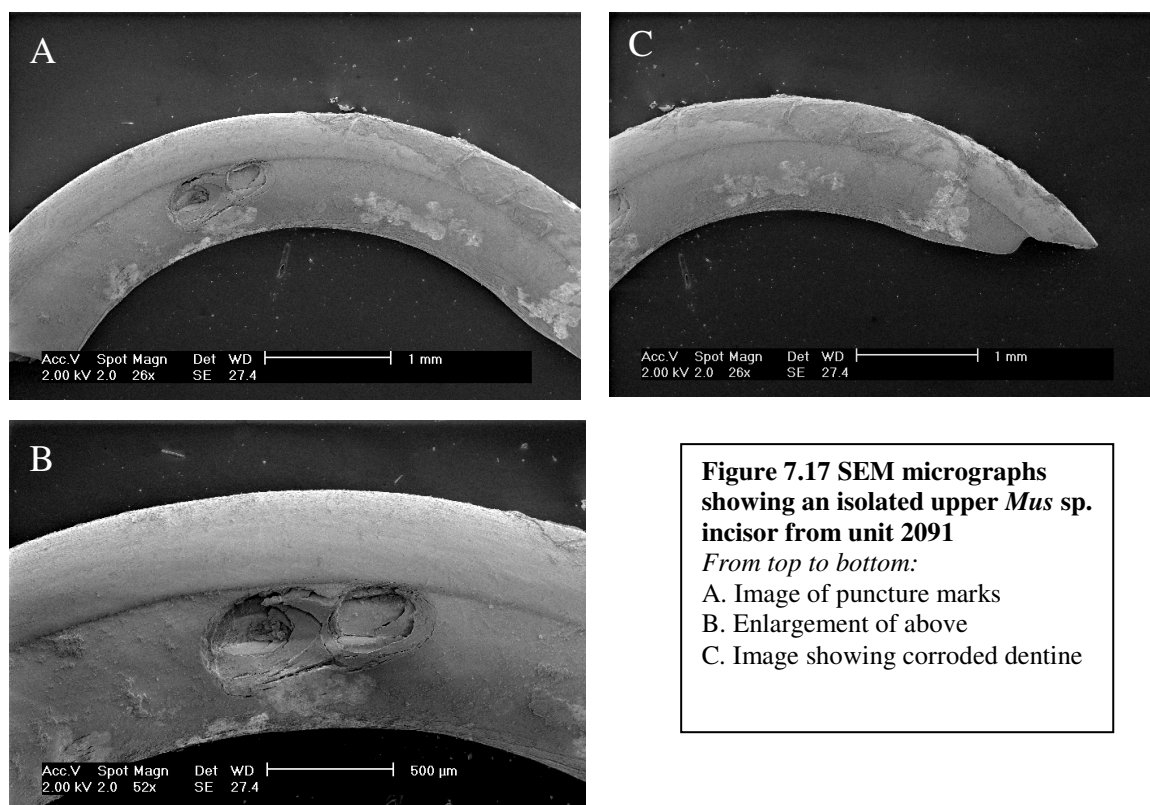 A
Acc.V Spot Magn Det WD 1 mm
2.00 kV 2.0 26x SE 27.4
C
Acc.V Spot Magn Det WD 1 mm
2.00 kV 2.0 26x SE 27.4
B
Acc.V Spot Magn Det WD 500 µm
2.00 kV 2.0 52x SE 27.4
Figure 7.17 SEM micrographs
showing an isolated upper Mus sp.
incisor from unit 2091
From top to bottom:
A. Image of puncture marks
B. Enlargement of above
C. Image showing corroded dentine